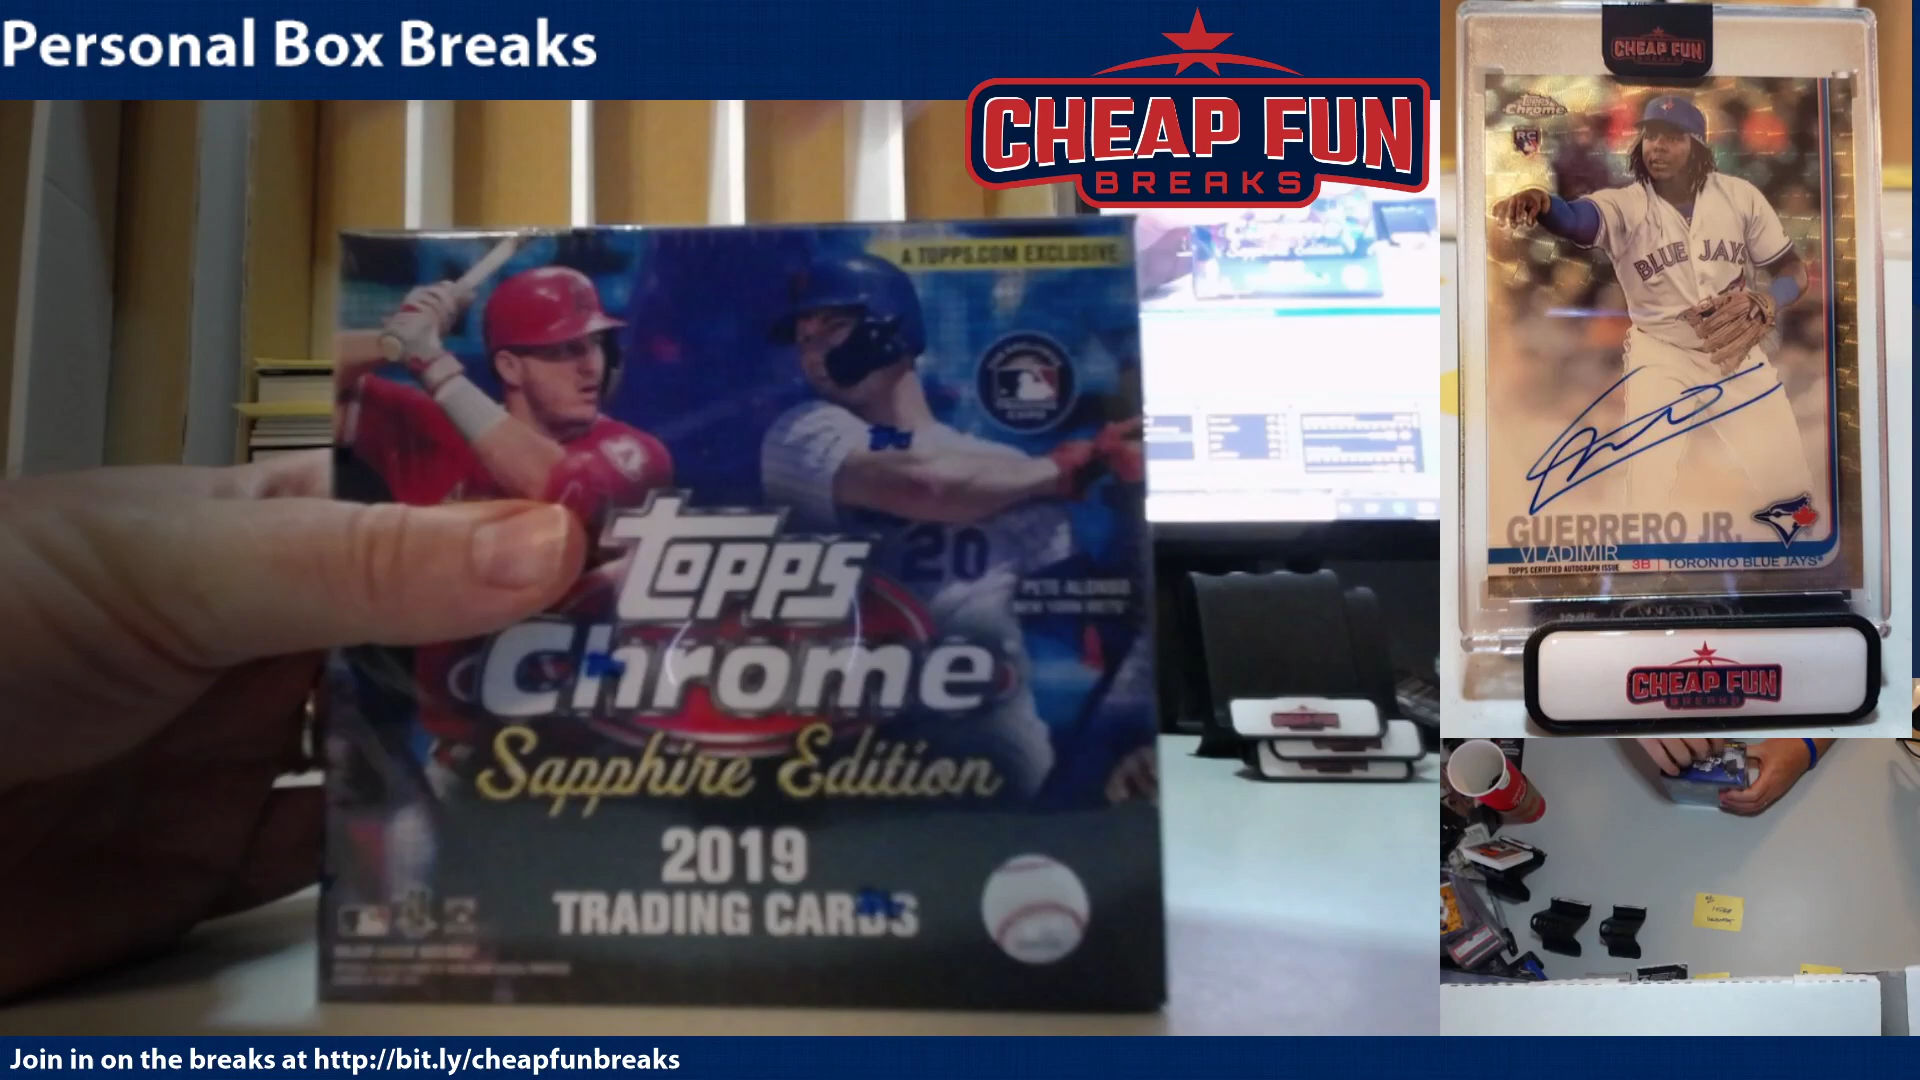 Personal Box Breaks
CHEAP FUN
BREAKS
A TOPPS.COM EXCLUSIVE
20
PETE ALONSO
NEW YORK METS
Topps
Chrome
Sapphire Edition
2019
TRADING CARDS
CHEAP FUN
BREAKS
Topps
Chrome
RC
BLUE JAYS
GUERRERO JR.
VLADIMIR
TOPPS CERTIFIED AUTOGRAPH ISSUE 3B TORONTO BLUE JAYS
CHEAP FUN
BREAKS
Join in on the breaks at http://bit.ly/cheapfunbreaks